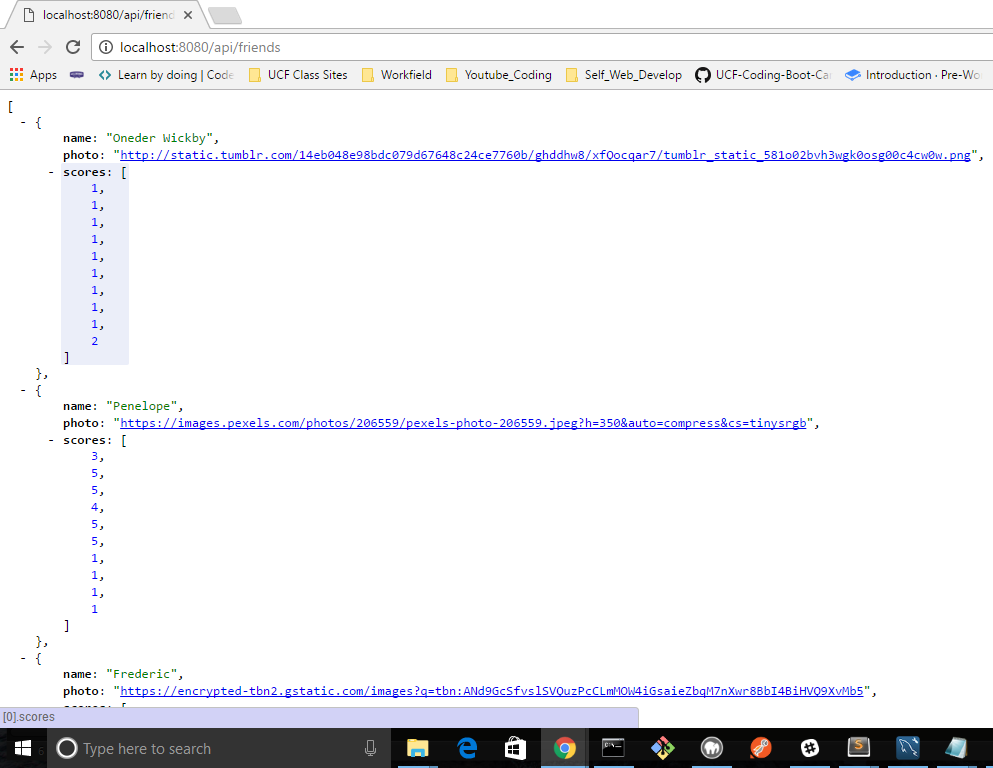 localhost:8080/api/friend
localhost:8080/api/friends
Apps
Learn by doing | Code
UCF Class Sites
Workfield
Youtube_Coding
Self_Web_Develop
UCF-Coding-Boot-Ca
Introduction · Pre-Wo
[
- {
name: "Oneder Wickby",
photo: "http://static.tumblr.com/14eb048e98bdc079d67648c24ce7760b/ghddhw8/xfQocqar7/tumblr_static_581o02bvh3wgk0osg00c4cw0w.png",
- scores: [
1,
1,
1,
1,
1,
1,
1,
1,
1,
2
]
},
- {
name: "Penelope",
photo: "https://images.pexels.com/photos/206559/pexels-photo-206559.jpeg?h=350&auto=compress&cs=tinysrgb",
- scores: [
3,
5,
5,
4,
5,
5,
1,
1,
1,
1
]
},
- {
name: "Frederic",
photo: "https://encrypted-tbn2.gstatic.com/images?q=tbn:ANd9GcSfvslSVQuzPcCLmMOW4iGsaieZbqM7nXwr8BbI4BiHVQ9XvMb5",
[0].scores
Type here to search